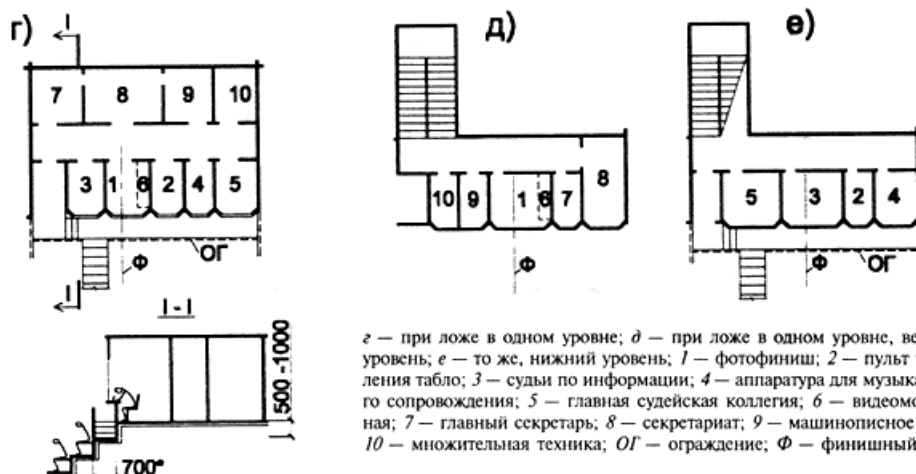 г)
I
7 8 9 10
3 1 6 2 4 5
ОГ
Ф
I
I - I
500 -1000
700*
д)
8
10 9 1 6 7
Ф
е)
5 3 2 4
Ф ОГ
г — при ложе в одном уровне; д — при ложе в одном уровне,
уровень; е — то же, нижний уровень; 1 — фотофиниш; 2 — пульт
ления табло; 3 — судьи по информации; 4 — аппаратура для
го сопровождения; 5 — главная судейская коллегия; 6 —
ная; 7 — главный секретарь; 8 — секретариат; 9 — машинописное
10 — множительная техника; ОГ — ограждение; Ф — финишный